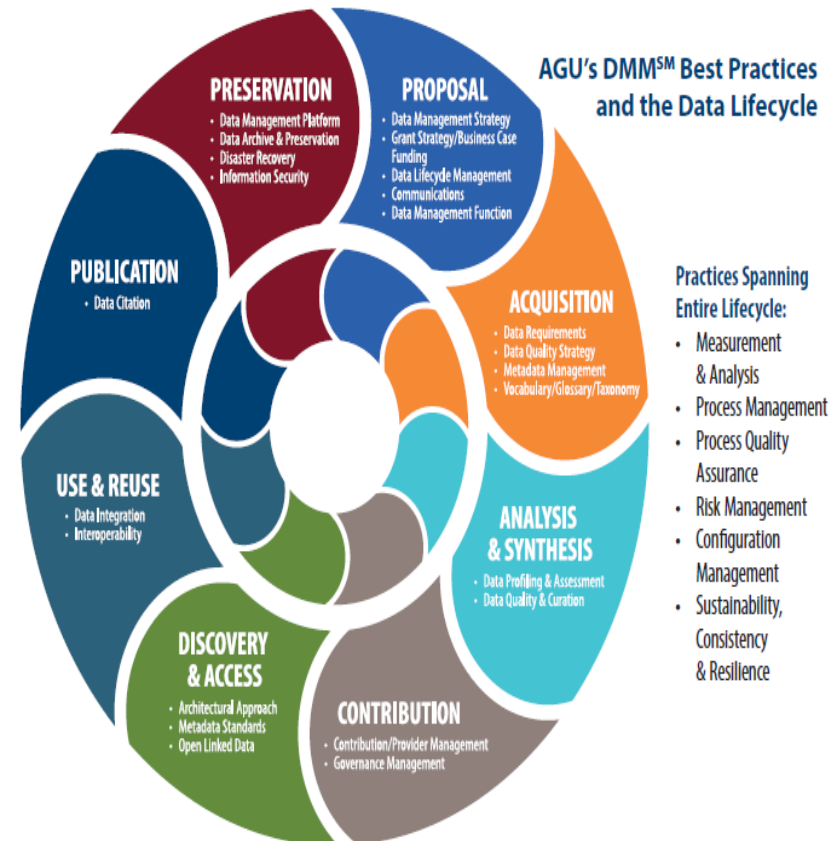 AGU's DMM℠ Best Practices
and the Data Lifecycle
PRESERVATION
• Data Management Platform
• Data Archive & Preservation
• Disaster Recovery
• Information Security
PROPOSAL
• Data Management Strategy
• Grant Strategy/Business Case
Funding
• Data Lifecycle Management
• Communications
• Data Management Function
ACQUISITION
• Data Requirements
• Data Quality Strategy
• Metadata Management
• Vocabulary/Glossary/Taxonomy
ANALYSIS
& SYNTHESIS
• Data Profiling & Assessment
• Data Quality & Curation
CONTRIBUTION
• Contribution/Provider Management
• Governance Management
DISCOVERY
& ACCESS
• Architectural Approach
• Metadata Standards
• Open Linked Data
USE & REUSE
• Data Integration
• Interoperability
PUBLICATION
• Data Citation
Practices Spanning
Entire Lifecycle:
• Measurement
& Analysis
• Process Management
• Process Quality
Assurance
• Risk Management
• Configuration
Management
• Sustainability,
Consistency
& Resilience